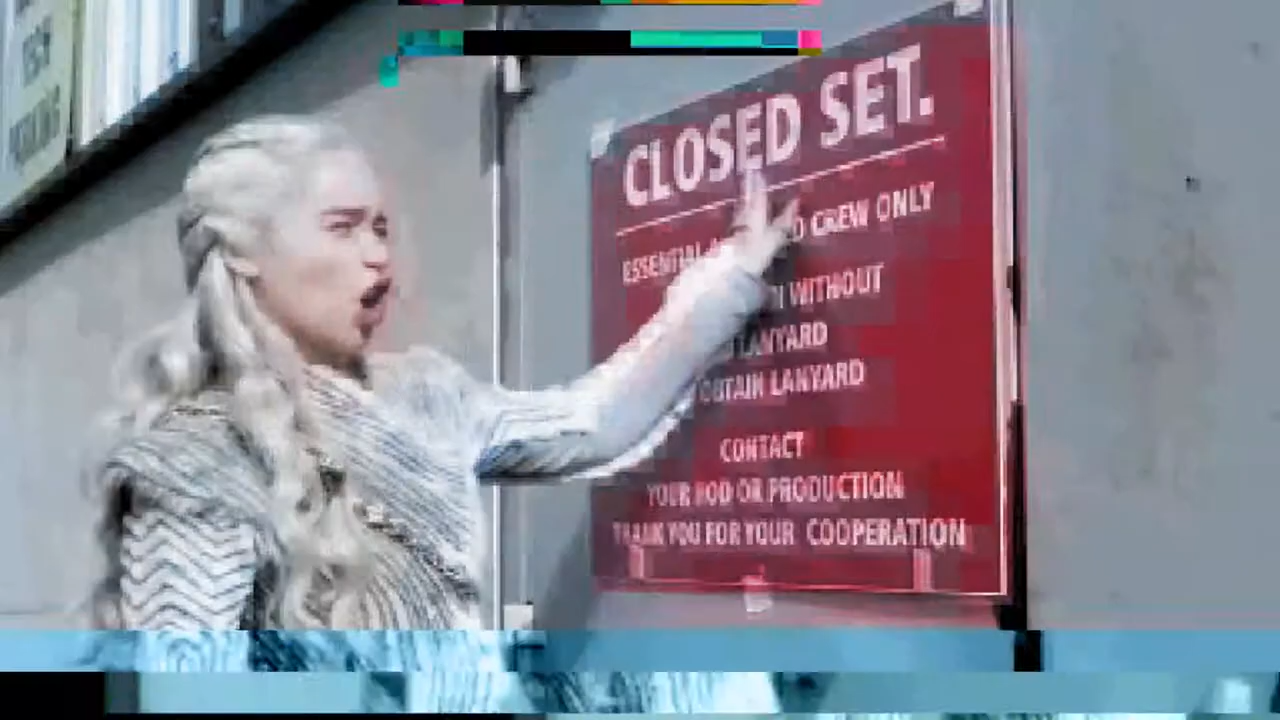 CLOSED SET.
ESSENTIAL CREW ONLY
WITHOUT
LANYARD
OBTAIN LANYARD
CONTACT
YOUR HOD OR PRODUCTION
THANK YOU FOR YOUR COOPERATION